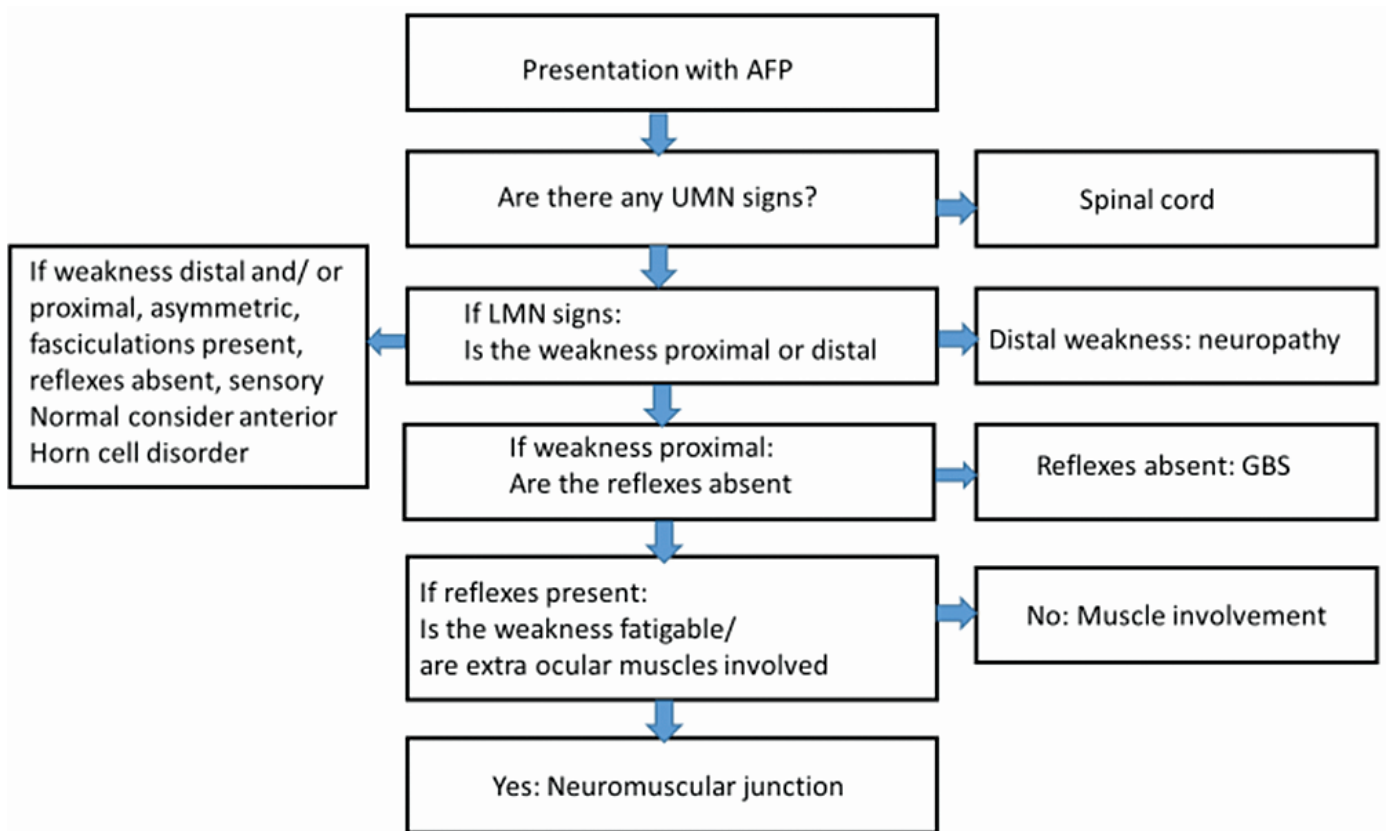 Presentation with AFP
Are there any UMN signs?
Spinal cord
If weakness distal and/ or
proximal, asymmetric,
fasciculations present,
reflexes absent, sensory
Normal consider anterior
Horn cell disorder
If LMN signs:
Is the weakness proximal or distal
Distal weakness: neuropathy
If weakness proximal:
Are the reflexes absent
Reflexes absent: GBS
If reflexes present:
Is the weakness fatigable/
are extra ocular muscles involved
No: Muscle involvement
Yes: Neuromuscular junction